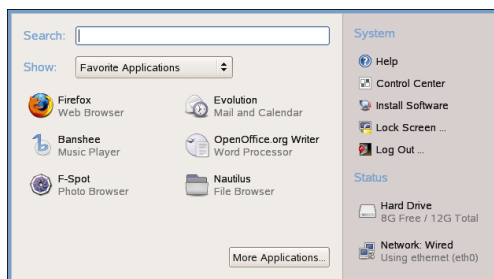 Search:
Show: Favorite Applications
Firefox
Web Browser
Evolution
Mail and Calendar
Banshee
Music Player
OpenOffice.org Writer
Word Processor
F-Spot
Photo Browser
Nautilus
File Browser
More Applications...
System
Help
Control Center
Install Software
Lock Screen ...
Log Out ...
Status
Hard Drive
8G Free / 12G Total
Network: Wired
Using ethernet (eth0)